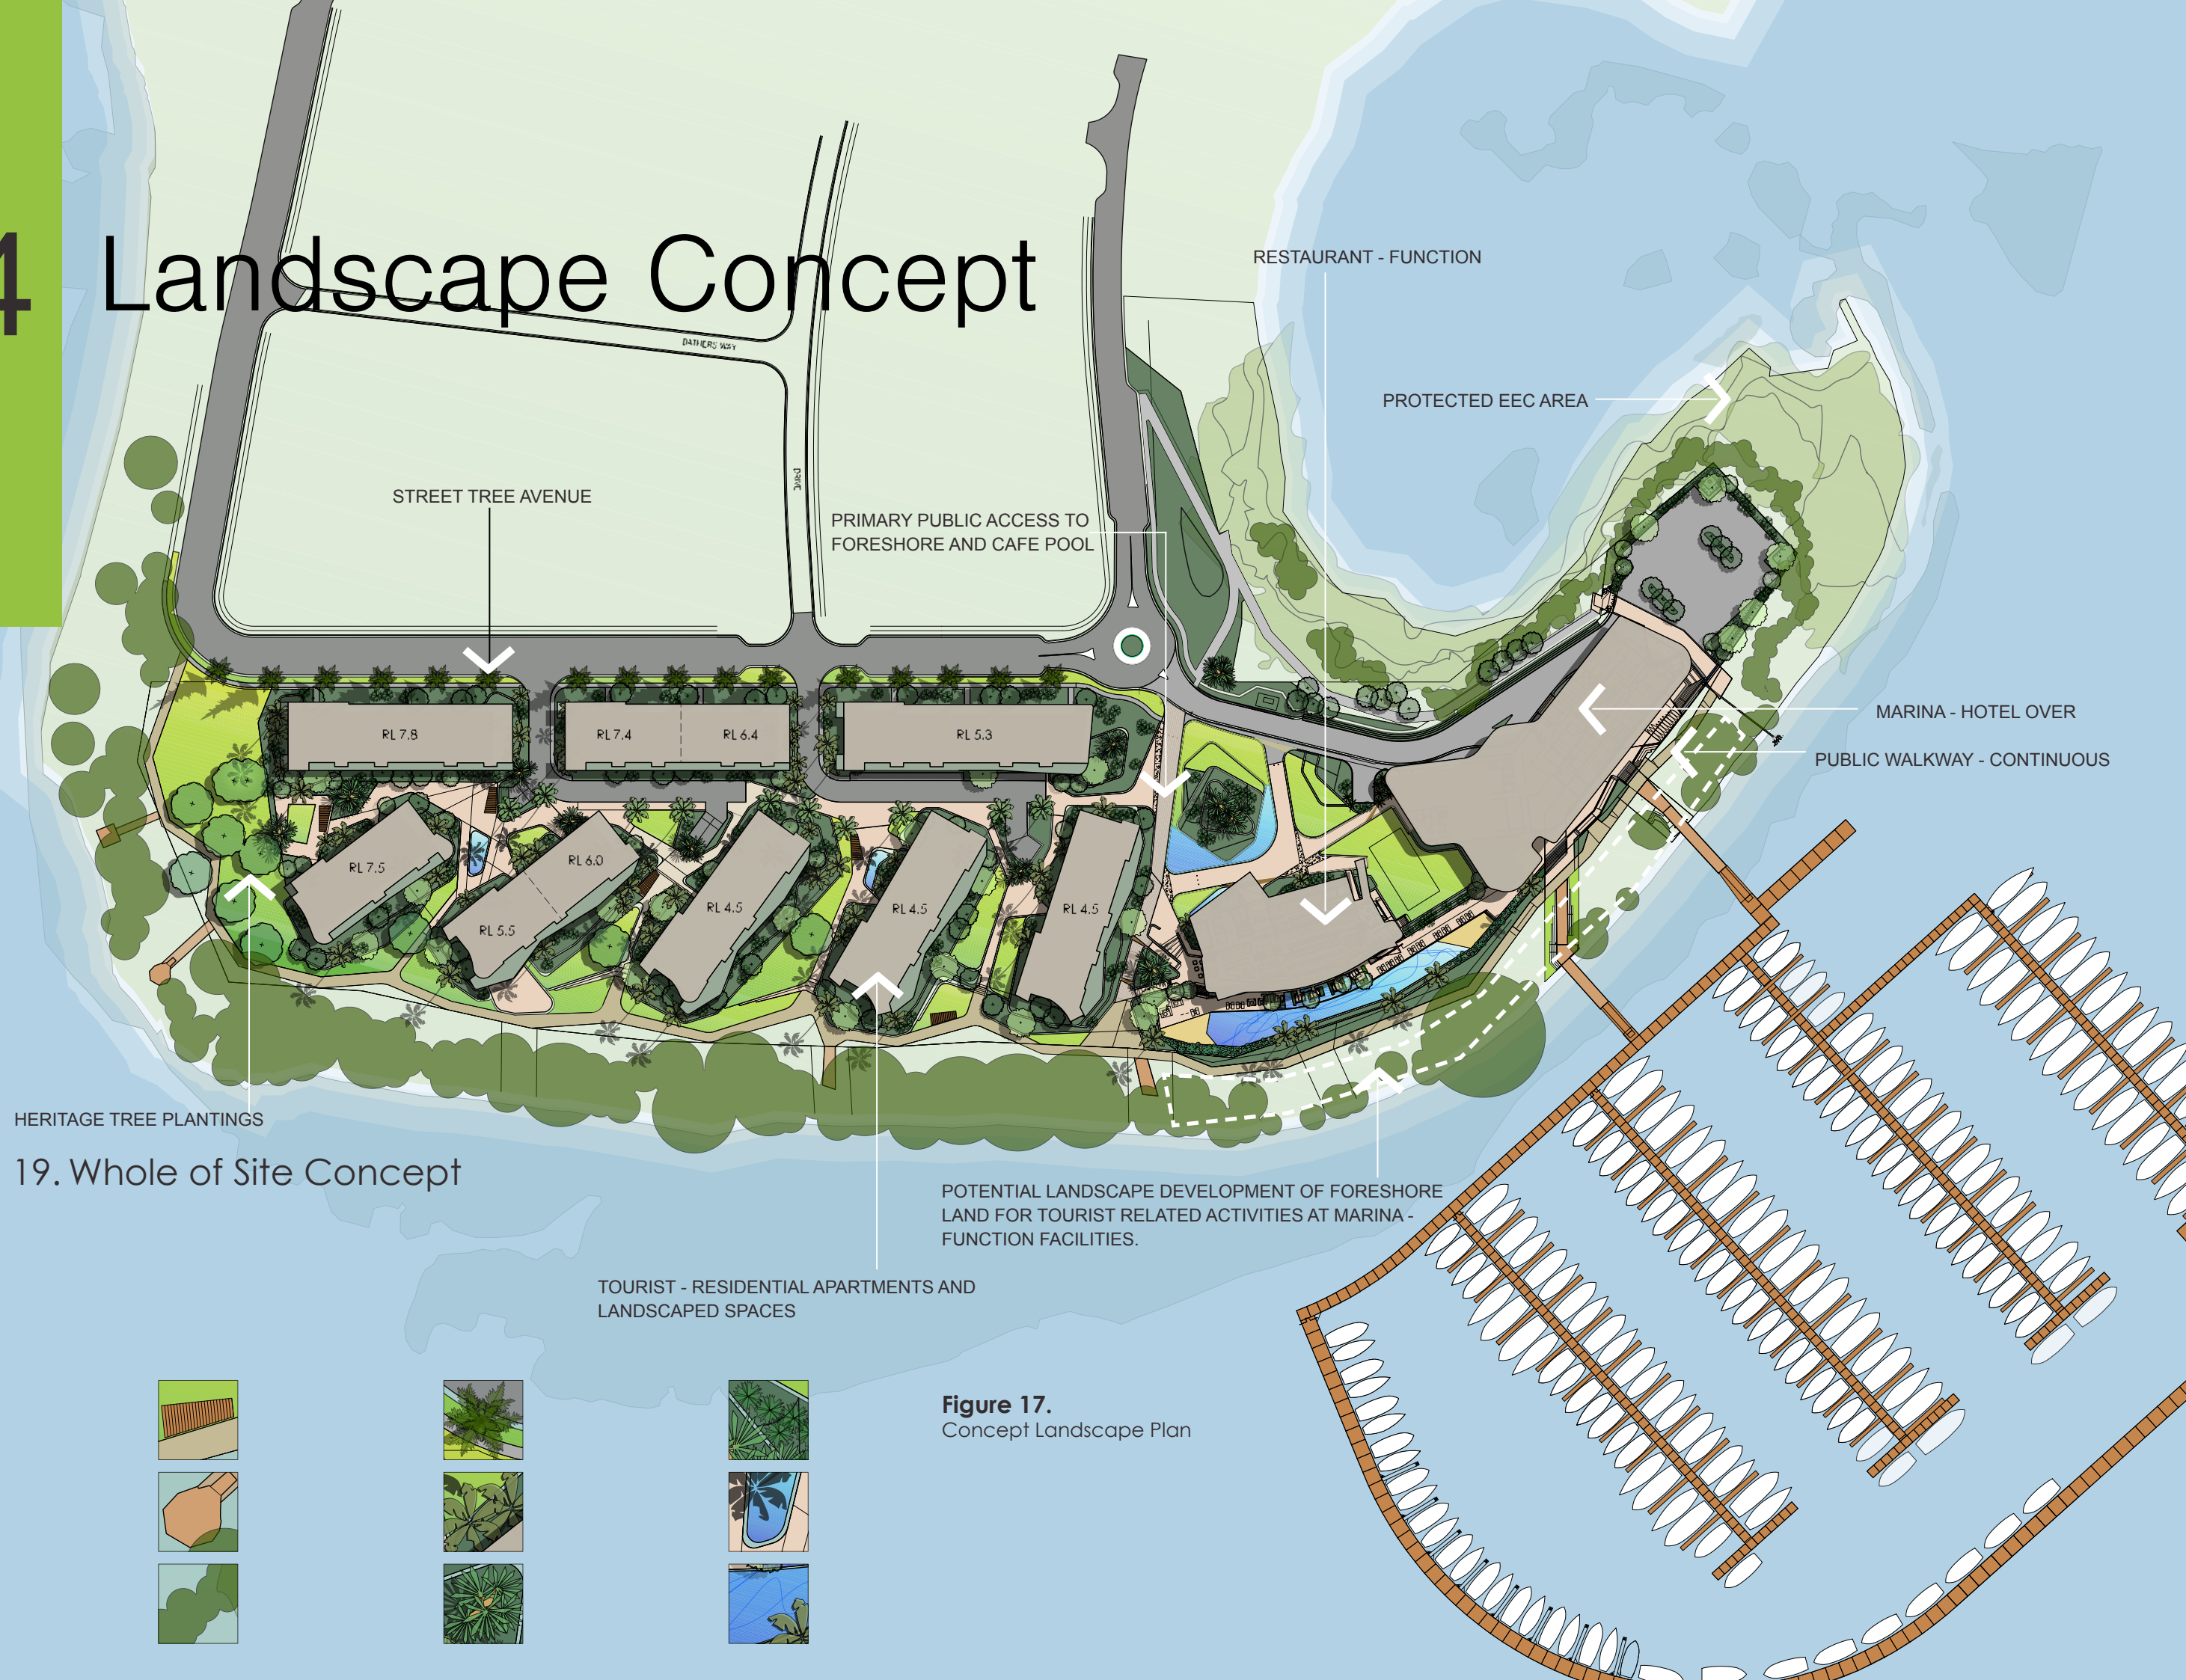 4
Landscape Concept
RESTAURANT - FUNCTION
DATHERS WAY
PROTECTED EEC AREA
DRIVE
STREET TREE AVENUE
PRIMARY PUBLIC ACCESS TO
FORESHORE AND CAFE POOL
MARINA - HOTEL OVER
PUBLIC WALKWAY - CONTINUOUS
RL 7.8
RL 7.4
RL 6.4
RL 5.3
RL 7.5
RL 6.0
RL 5.5
RL 4.5
RL 4.5
RL 4.5
HERITAGE TREE PLANTINGS
19. Whole of Site Concept
POTENTIAL LANDSCAPE DEVELOPMENT OF FORESHORE
LAND FOR TOURIST RELATED ACTIVITIES AT MARINA -
FUNCTION FACILITIES.
TOURIST - RESIDENTIAL APARTMENTS AND
LANDSCAPED SPACES
Figure 17.
Concept Landscape Plan